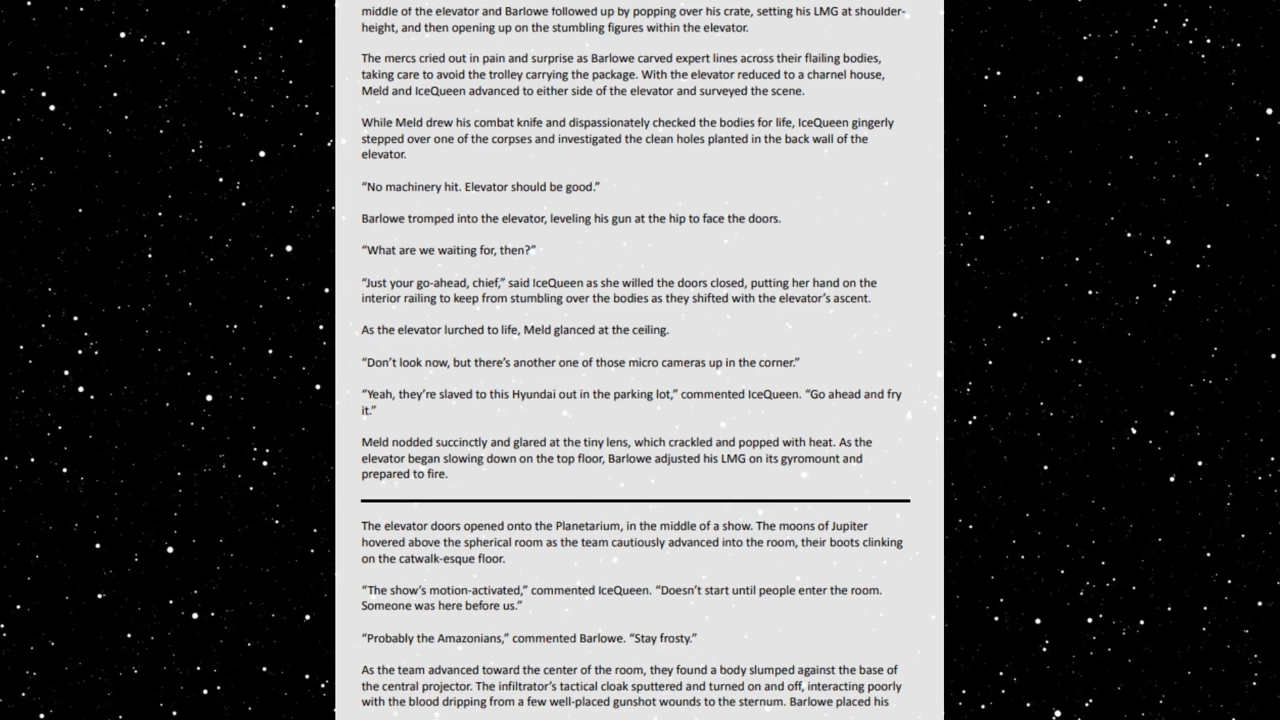 middle of the elevator and Barlowe followed up by popping over his crate, setting his LMG at shoulder-
height, and then opening up on the stumbling figures within the elevator.
The mercs cried out in pain and surprise as Barlowe carved expert lines across their flailing bodies,
taking care to avoid the trolley carrying the package. With the elevator reduced to a charnel house,
Meld and IceQueen advanced to either side of the elevator and surveyed the scene.
While Meld drew his combat knife and dispassionately checked the bodies for life, IceQueen gingerly
stepped over one of the corpses and investigated the clean holes planted in the back wall of the
elevator.
“No machinery hit. Elevator should be good.”
Barlowe tromped into the elevator, leveling his gun at the hip to face the doors.
“What are we waiting for, then?”
“Just your go-ahead, chief,” said IceQueen as she willed the doors closed, putting her hand on the
interior railing to keep from stumbling over the bodies as they shifted with the elevator’s ascent.
As the elevator lurched to life, Meld glanced at the ceiling.
“Don’t look now, but there’s another one of those micro cameras up in the corner.”
“Yeah, they’re slaved to this Hyundai out in the parking lot,” commented IceQueen. “Go ahead and fry
it.”
Meld nodded succinctly and glared at the tiny lens, which crackled and popped with heat. As the
elevator began slowing down on the top floor, Barlowe adjusted his LMG on its gyromount and
prepared to fire.
The elevator doors opened onto the Planetarium, in the middle of a show. The moons of Jupiter
hovered above the spherical room as the team cautiously advanced into the room, their boots clinking
on the catwalk-esque floor.
“The show’s motion-activated,” commented IceQueen. “Doesn’t start until people enter the room.
Someone was here before us.”
“Probably the Amazonians,” commented Barlowe. “Stay frosty.”
As the team advanced toward the center of the room, they found a body slumped against the base of
the central projector. The infiltrator’s tactical cloak sputtered and turned on and off, interacting poorly
with the blood dripping from a few well-placed gunshot wounds to the sternum. Barlowe placed his